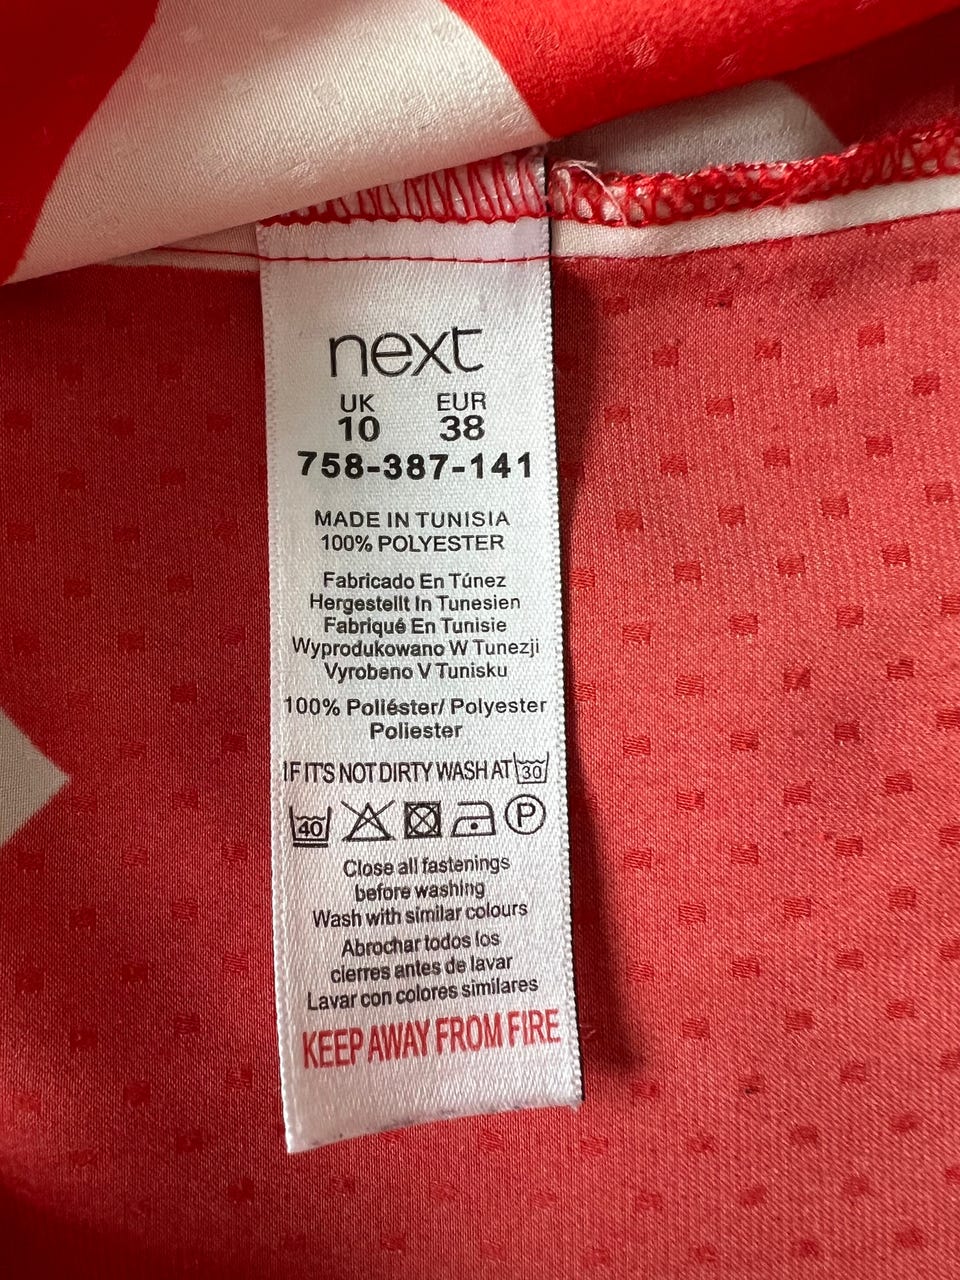 next
UK EUR
10 38
758-387-141
MADE IN TUNISIA
100% POLYESTER
Fabricado En Túnez
Hergestellt In Tunesien
Fabriqué En Tunisie
Wyprodukowano W Tunezji
Vyrobeno V Tunisku
100% Poliéster/ Polyester
Poliester
IF IT'S NOT DIRTY WASH AT 30
40 P
Close all fastenings
before washing
Wash with similar colours
Abrochar todos los
cierres antes de lavar
Lavar con colores similares
KEEP AWAY FROM FIRE